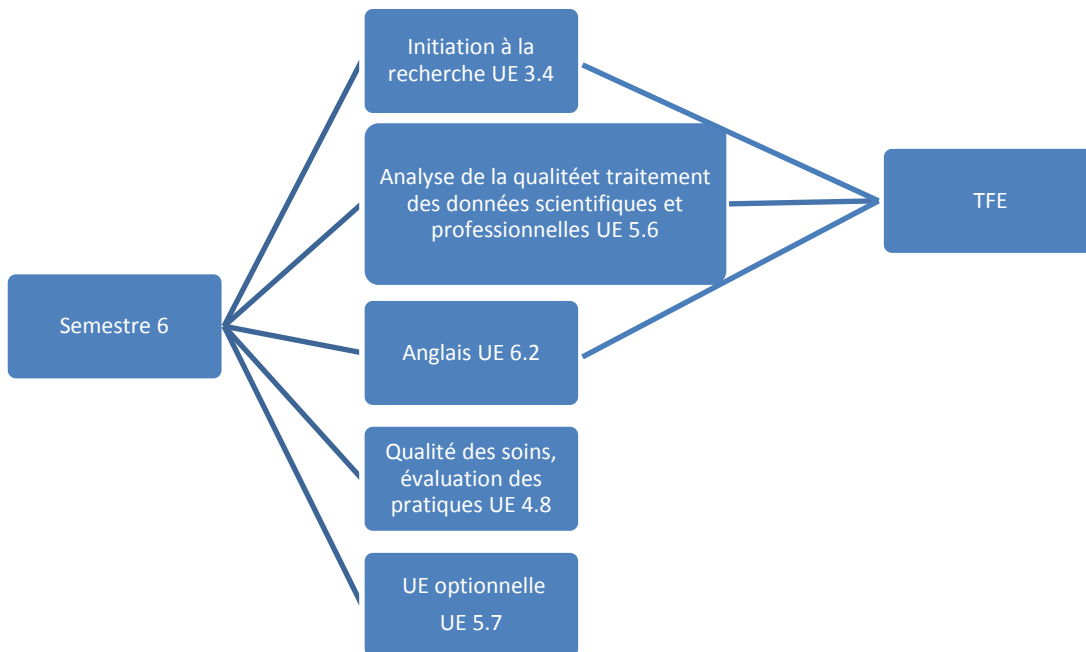 Initiation à la
recherche UE 3.4
Analyse de la qualitéet traitement
des données scientifiques et
professionnelles UE 5.6
TFE
Semestre 6
Anglais UE 6.2
Qualité des soins,
évaluation des
pratiques UE 4.8
UE optionnelle
UE 5.7